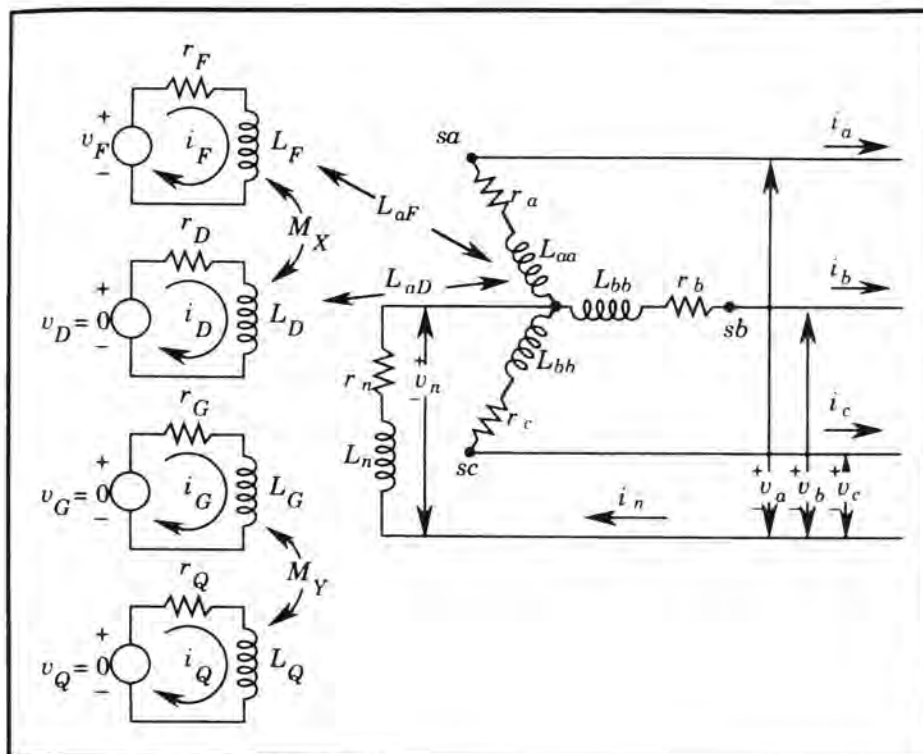 r_F
+
v_F
−
i_F
L_F
M_X
r_D
+
v_D = 0
−
i_D
L_D
r_G
+
v_G = 0
−
i_G
L_G
M_Y
r_Q
+
v_Q = 0
−
i_Q
L_Q
L_aF
L_aD
sa
r_a
L_aa
L_bb
r_b
sb
L_bh
r_c
sc
r_n
L_n
+
v_n
−
i_a
i_b
i_c
i_n
+ v_a −
+ v_b −
+ v_c −